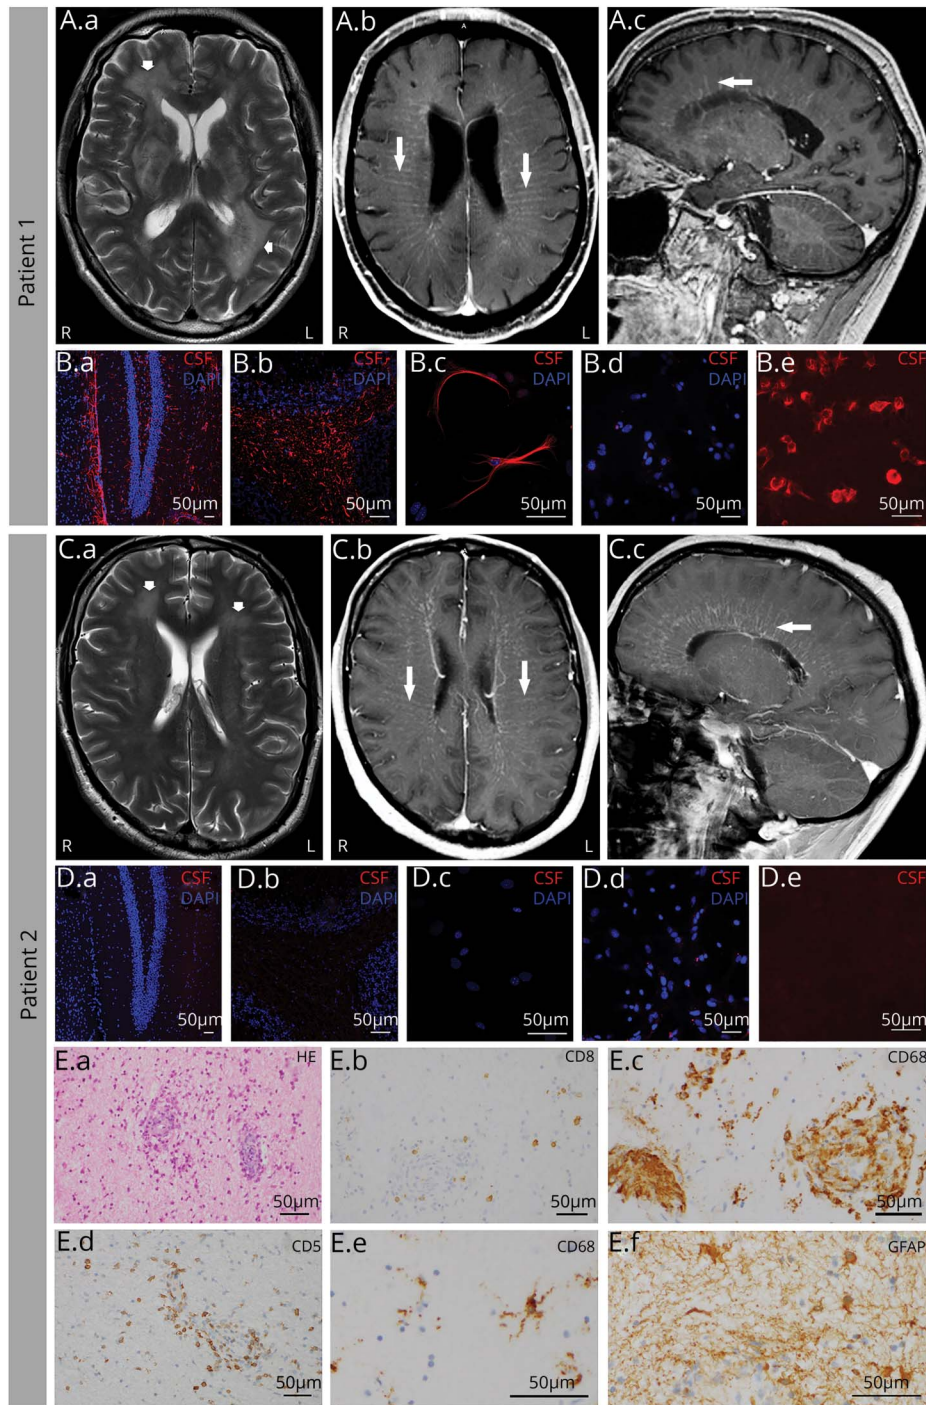 Patient 1
A.a
R
L
A.b
A
R
L
A.c
P
B.a
CSF
DAPI
50µm
B.b
CSF
DAPI
50µm
B.c
CSF
DAPI
50µm
B.d
CSF
DAPI
50µm
B.e
CSF
50µm
Patient 2
C.a
R
L
C.b
R
L
C.c
D.a
CSF
DAPI
50µm
D.b
CSF
DAPI
50µm
D.c
CSF
DAPI
50µm
D.d
CSF
DAPI
50µm
D.e
CSF
50µm
E.a
HE
50µm
E.b
CD8
50µm
E.c
CD68
50µm
E.d
CD5
50µm
E.e
CD68
50µm
E.f
GFAP
50µm